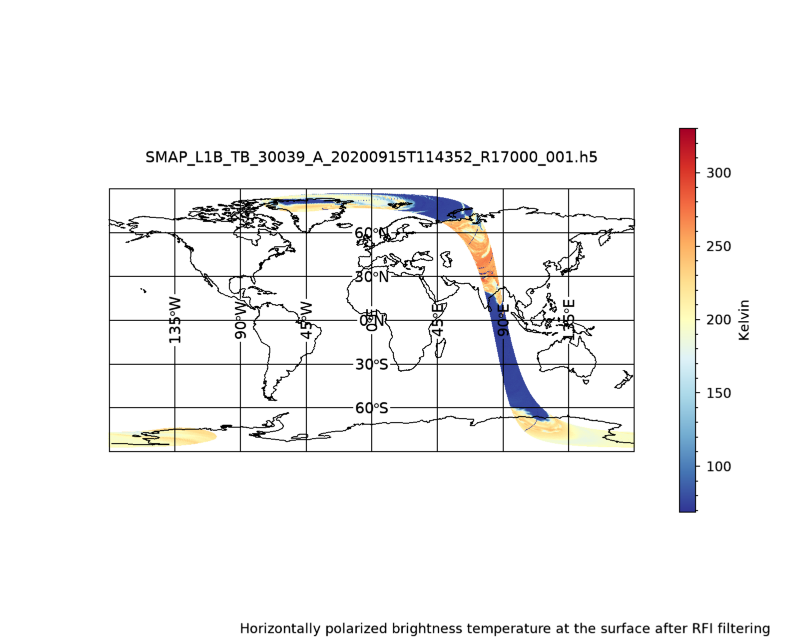 SMAP_L1B_TB_30039_A_20200915T114352_R17000_001.h5
300
250
200
150
100
Kelvin
60°N
30°N
0°N
30°S
60°S
135°W
90°W
45°W
0°E
45°E
90°E
135°E
Horizontally polarized brightness temperature at the surface after RFI filtering